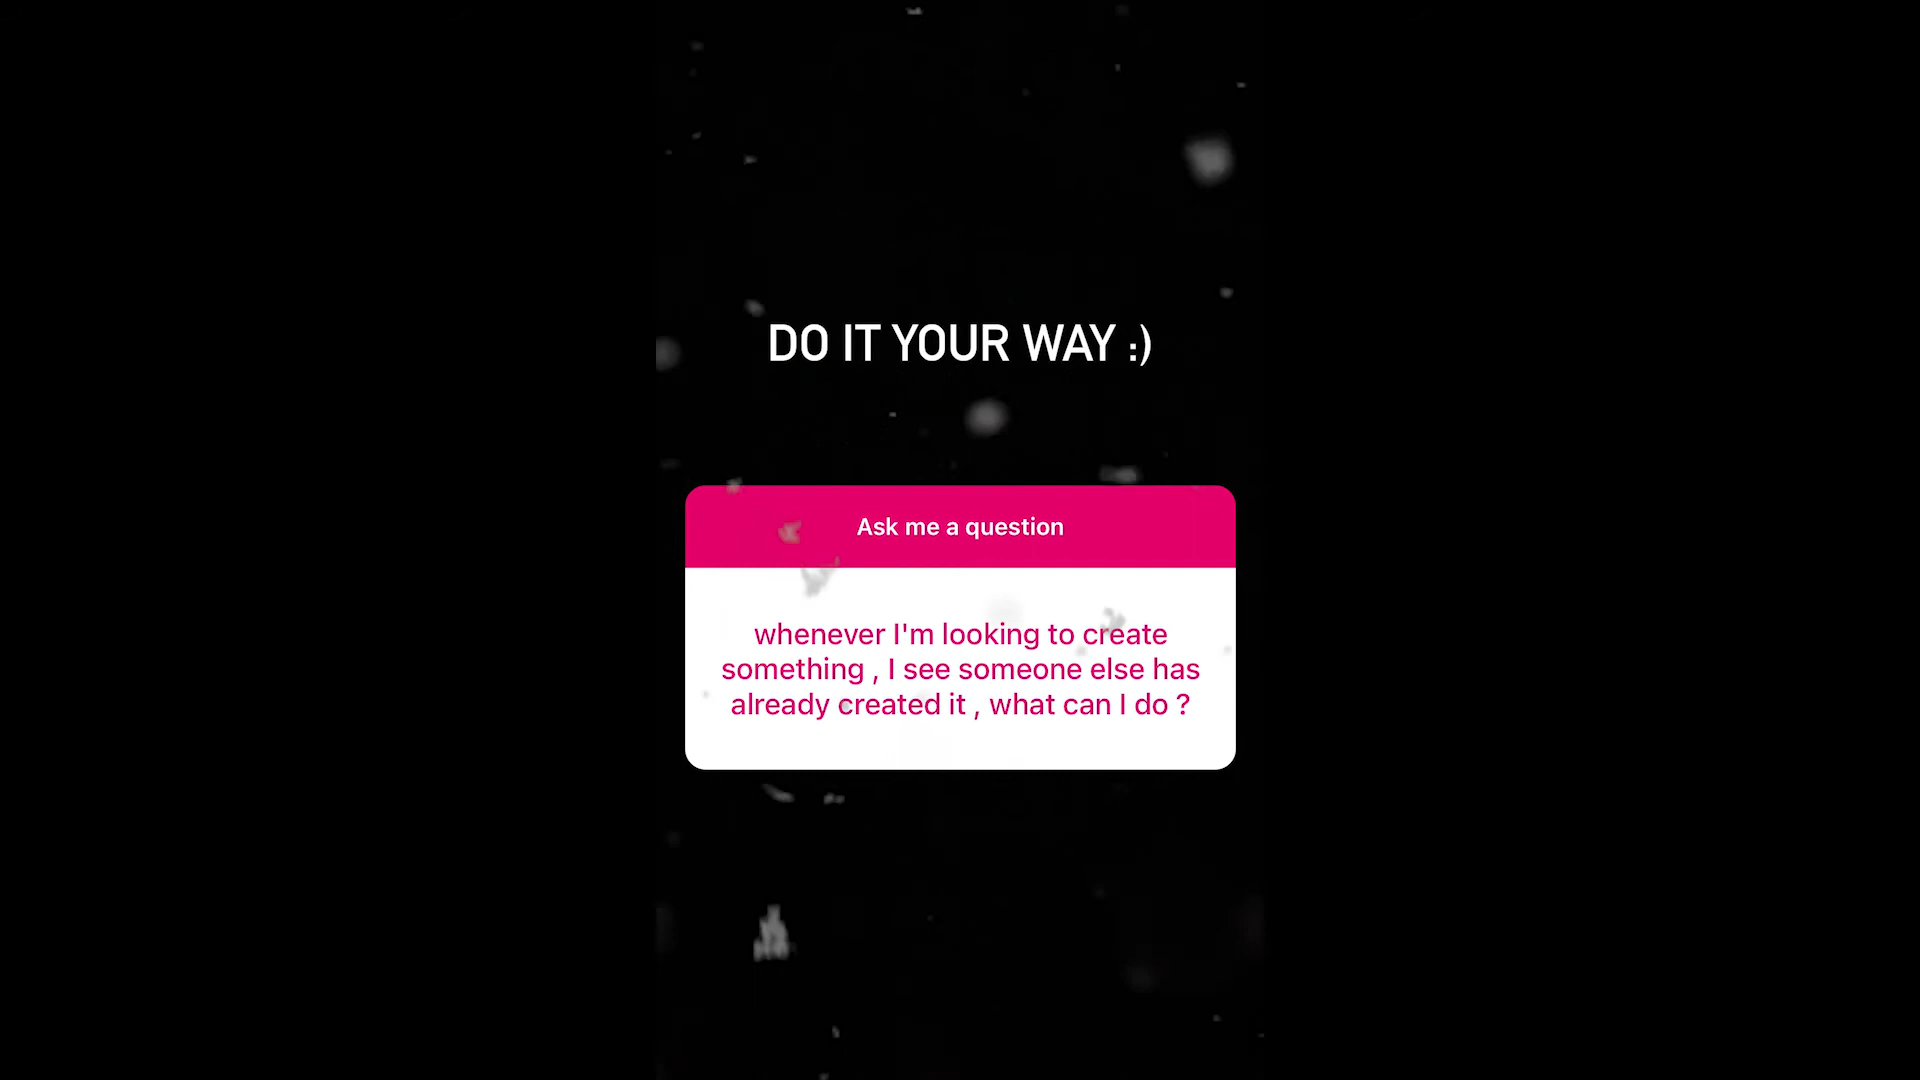 DO IT YOUR WAY :)
Ask me a question
whenever I'm looking to create
something , I see someone else has
already created it , what can I do ?